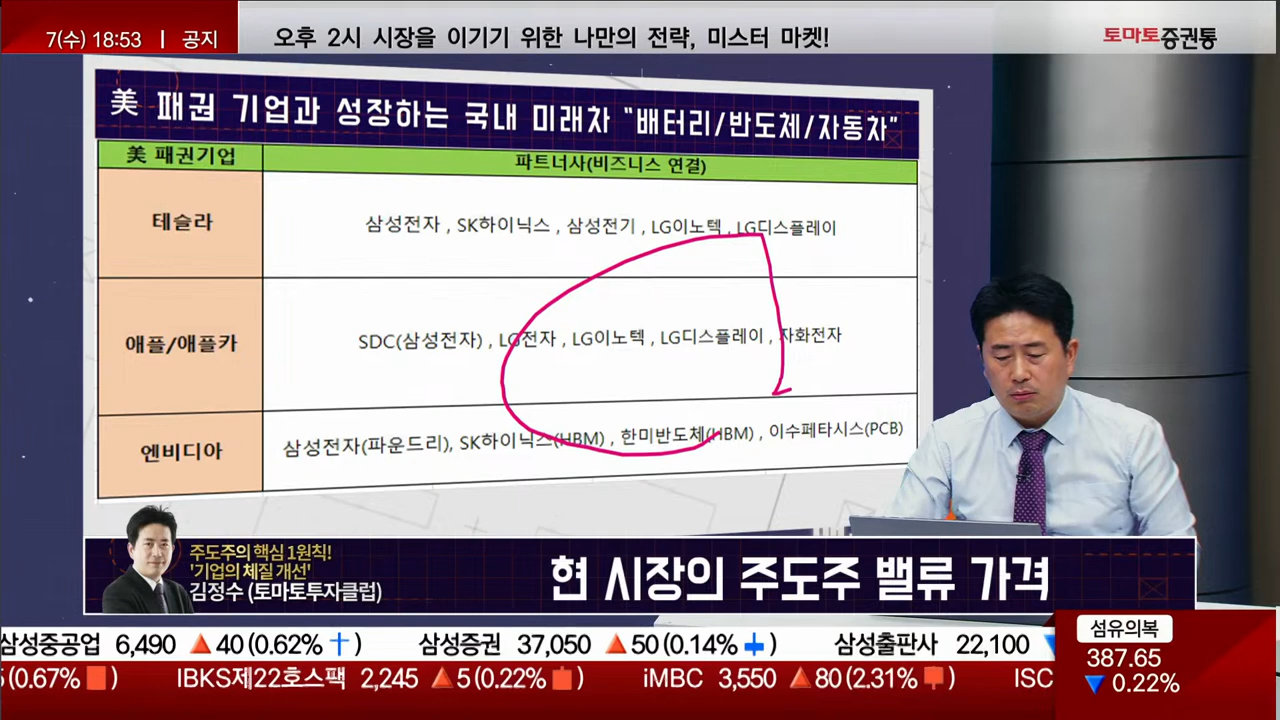 7(수) 18:53 | 공지
오후 2시 시장을 이기기 위한 나만의 전략, 미스터 마켓!
토마토증권통
美 패권 기업과 성장하는 국내 미래차 "배터리/반도체/자동차"
美 패권기업
파트너사(비즈니스 연결)
테슬라
삼성전자 , SK하이닉스 , 삼성전기 , LG이노텍 , LG디스플레이
애플/애플카
SDC(삼성전자) , LG전자 , LG이노텍 , LG디스플레이 , 자화전자
엔비디아
삼성전자(파운드리), SK하이닉스(HBM) , 한미반도체(HBM) , 이수페타시스(PCB)
주도주의 핵심 1원칙!
'기업의 체질 개선'
김정수 (토마토투자클럽)
현 시장의 주도주 밸류 가격
삼성중공업 6,490 ▲40(0.62% ) 삼성증권 37,050 ▲50(0.14% ) 삼성출판사 22,100
(0.67% ) IBKS제22호스팩 2,245 ▲5(0.22% ) iMBC 3,550 ▲80(2.31% ) ISC
섬유의복
387.65
▼ 0.22%